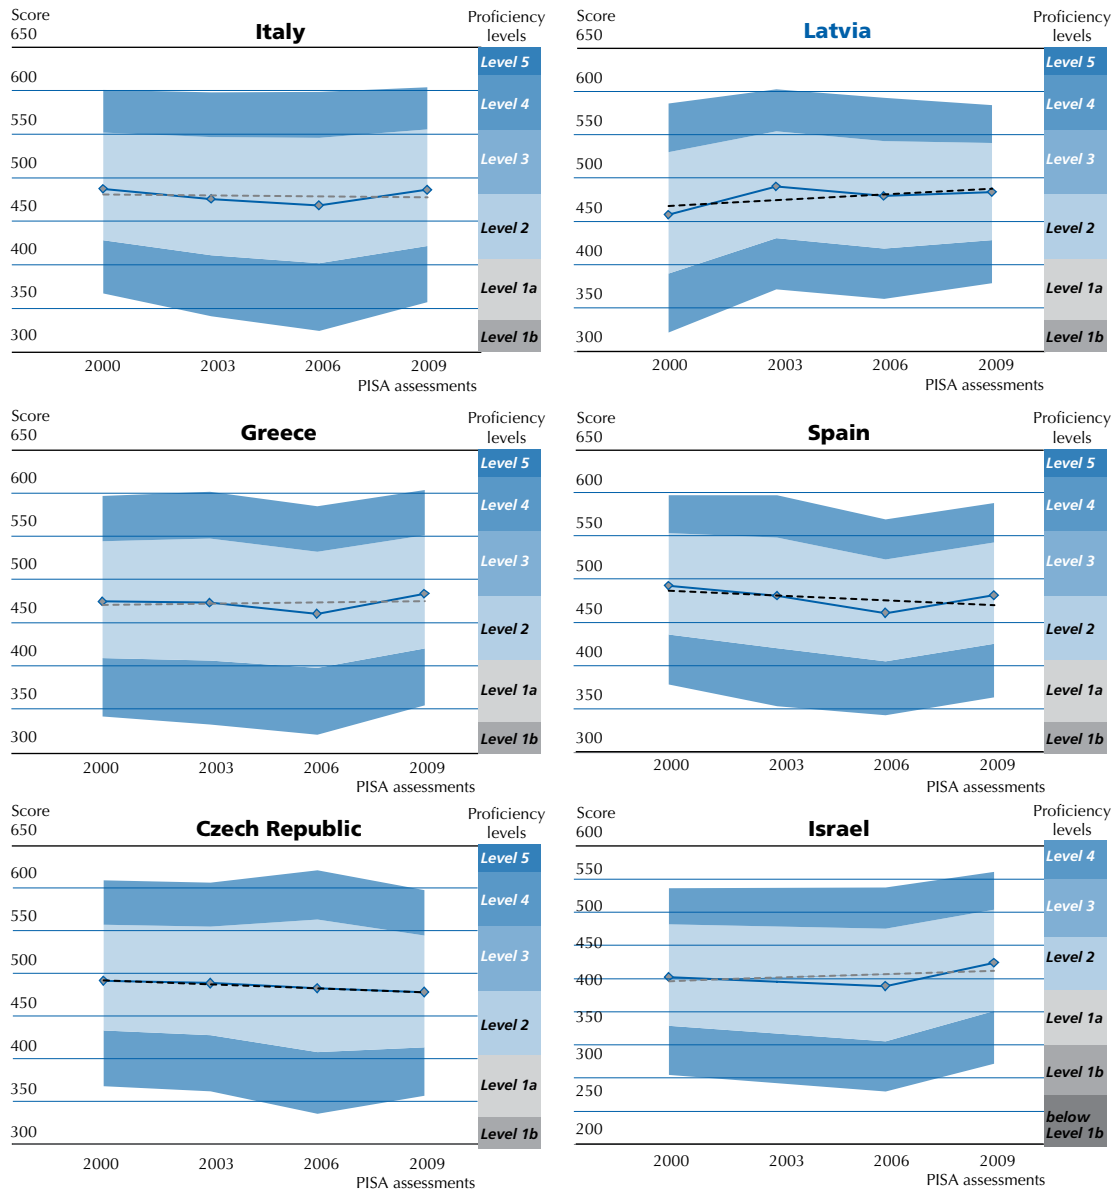 Score
650
Italy
Proficiency
levels
600
550
500
450
400
350
300
Level 5
Level 4
Level 3
Level 2
Level 1a
Level 1b
2000 2003 2006 2009
PISA assessments
Score
650
Latvia
Proficiency
levels
600
550
500
450
400
350
300
Level 5
Level 4
Level 3
Level 2
Level 1a
Level 1b
2000 2003 2006 2009
PISA assessments
Score
650
Greece
Proficiency
levels
600
550
500
450
400
350
300
Level 5
Level 4
Level 3
Level 2
Level 1a
Level 1b
2000 2003 2006 2009
PISA assessments
Score
650
Spain
Proficiency
levels
600
550
500
450
400
350
300
Level 5
Level 4
Level 3
Level 2
Level 1a
Level 1b
2000 2003 2006 2009
PISA assessments
Score
650
Czech Republic
Proficiency
levels
600
550
500
450
400
350
300
Level 5
Level 4
Level 3
Level 2
Level 1a
Level 1b
2000 2003 2006 2009
PISA assessments
Score
600
Israel
Proficiency
levels
550
500
450
400
350
300
250
200
Level 4
Level 3
Level 2
Level 1a
Level 1b
below
Level 1b
2000 2003 2006 2009
PISA assessments